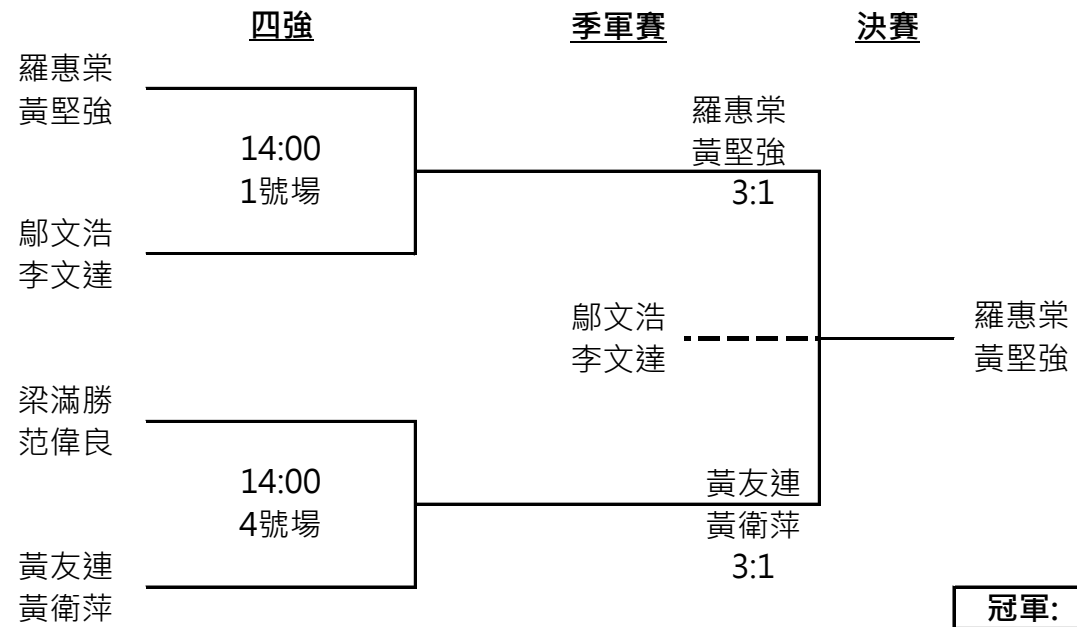 四強 季軍賽 決賽
羅惠棠
黃堅強
14:00
1號場
鄔文浩
李文達
羅惠棠
黃堅強
3:1
鄔文浩
李文達
羅惠棠
黃堅強
梁滿勝
范偉良
14:00
4號場
黃友連
黃衛萍
黃友連
黃衛萍
3:1
冠軍: